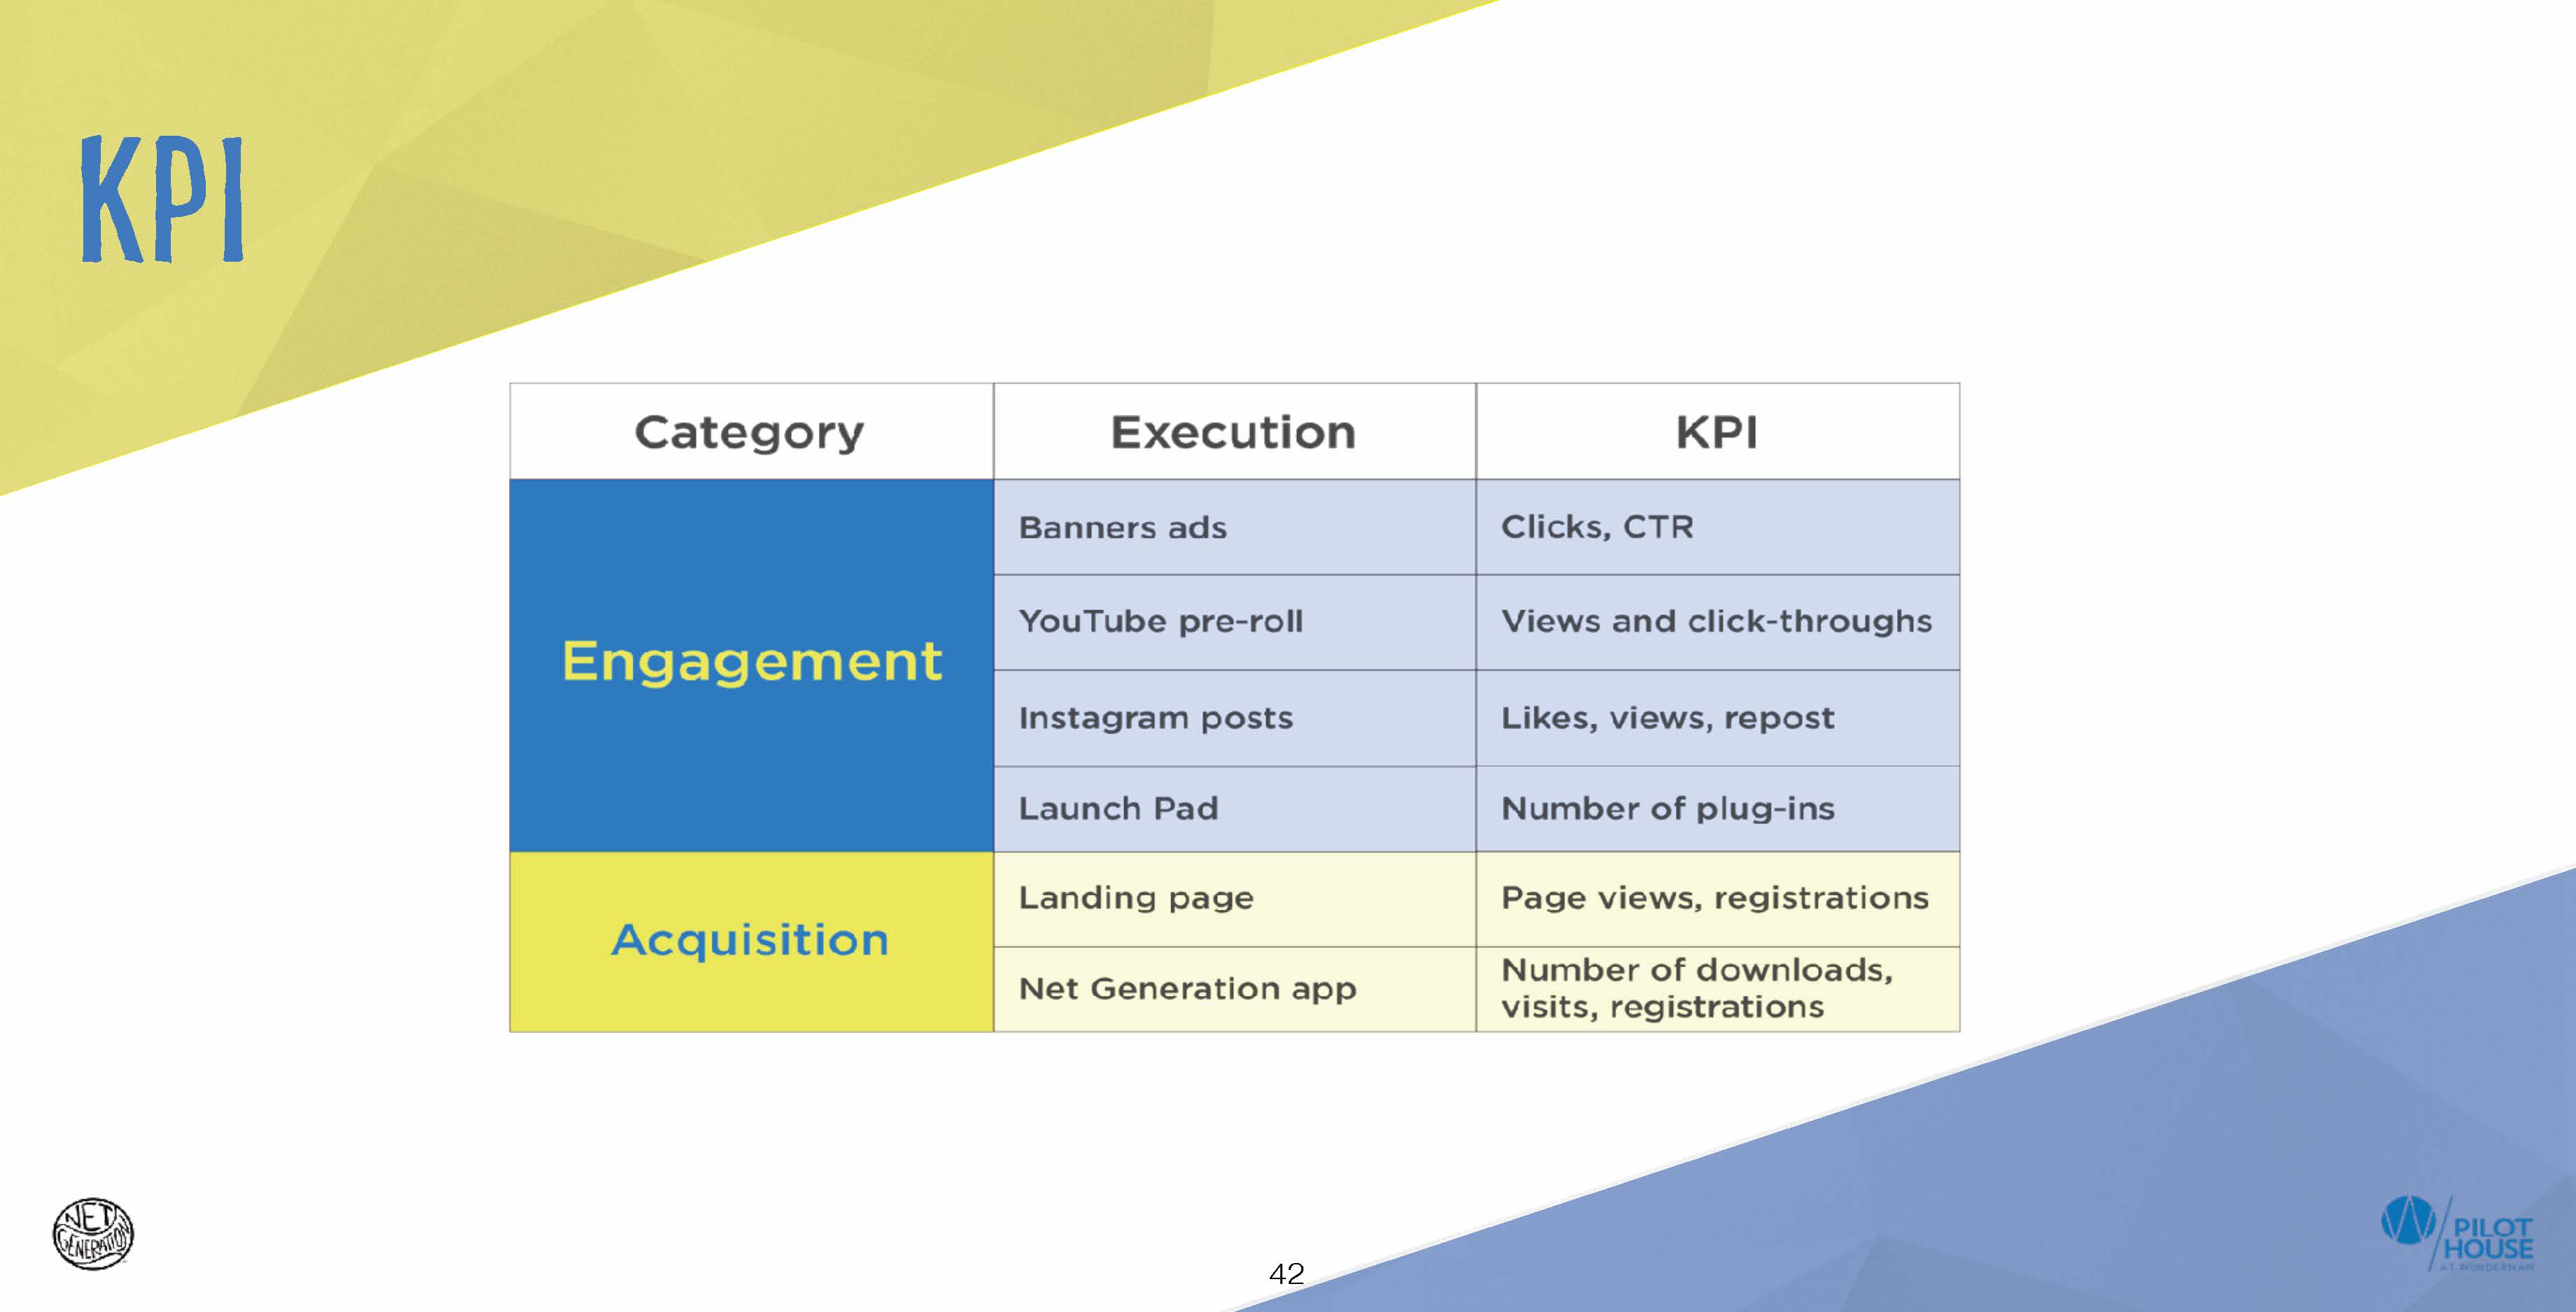 KPI
Category Execution KPI
Engagement
Banners ads Clicks, CTR
YouTube pre-roll Views and click-throughs
Instagram posts Likes, views, repost
Launch Pad Number of plug-ins
Acquisition
Landing page Page views, registrations
Net Generation app Number of downloads,
visits, registrations
NET
GENERATION
42
PILOT
HOUSE
AT WUNDERMAN